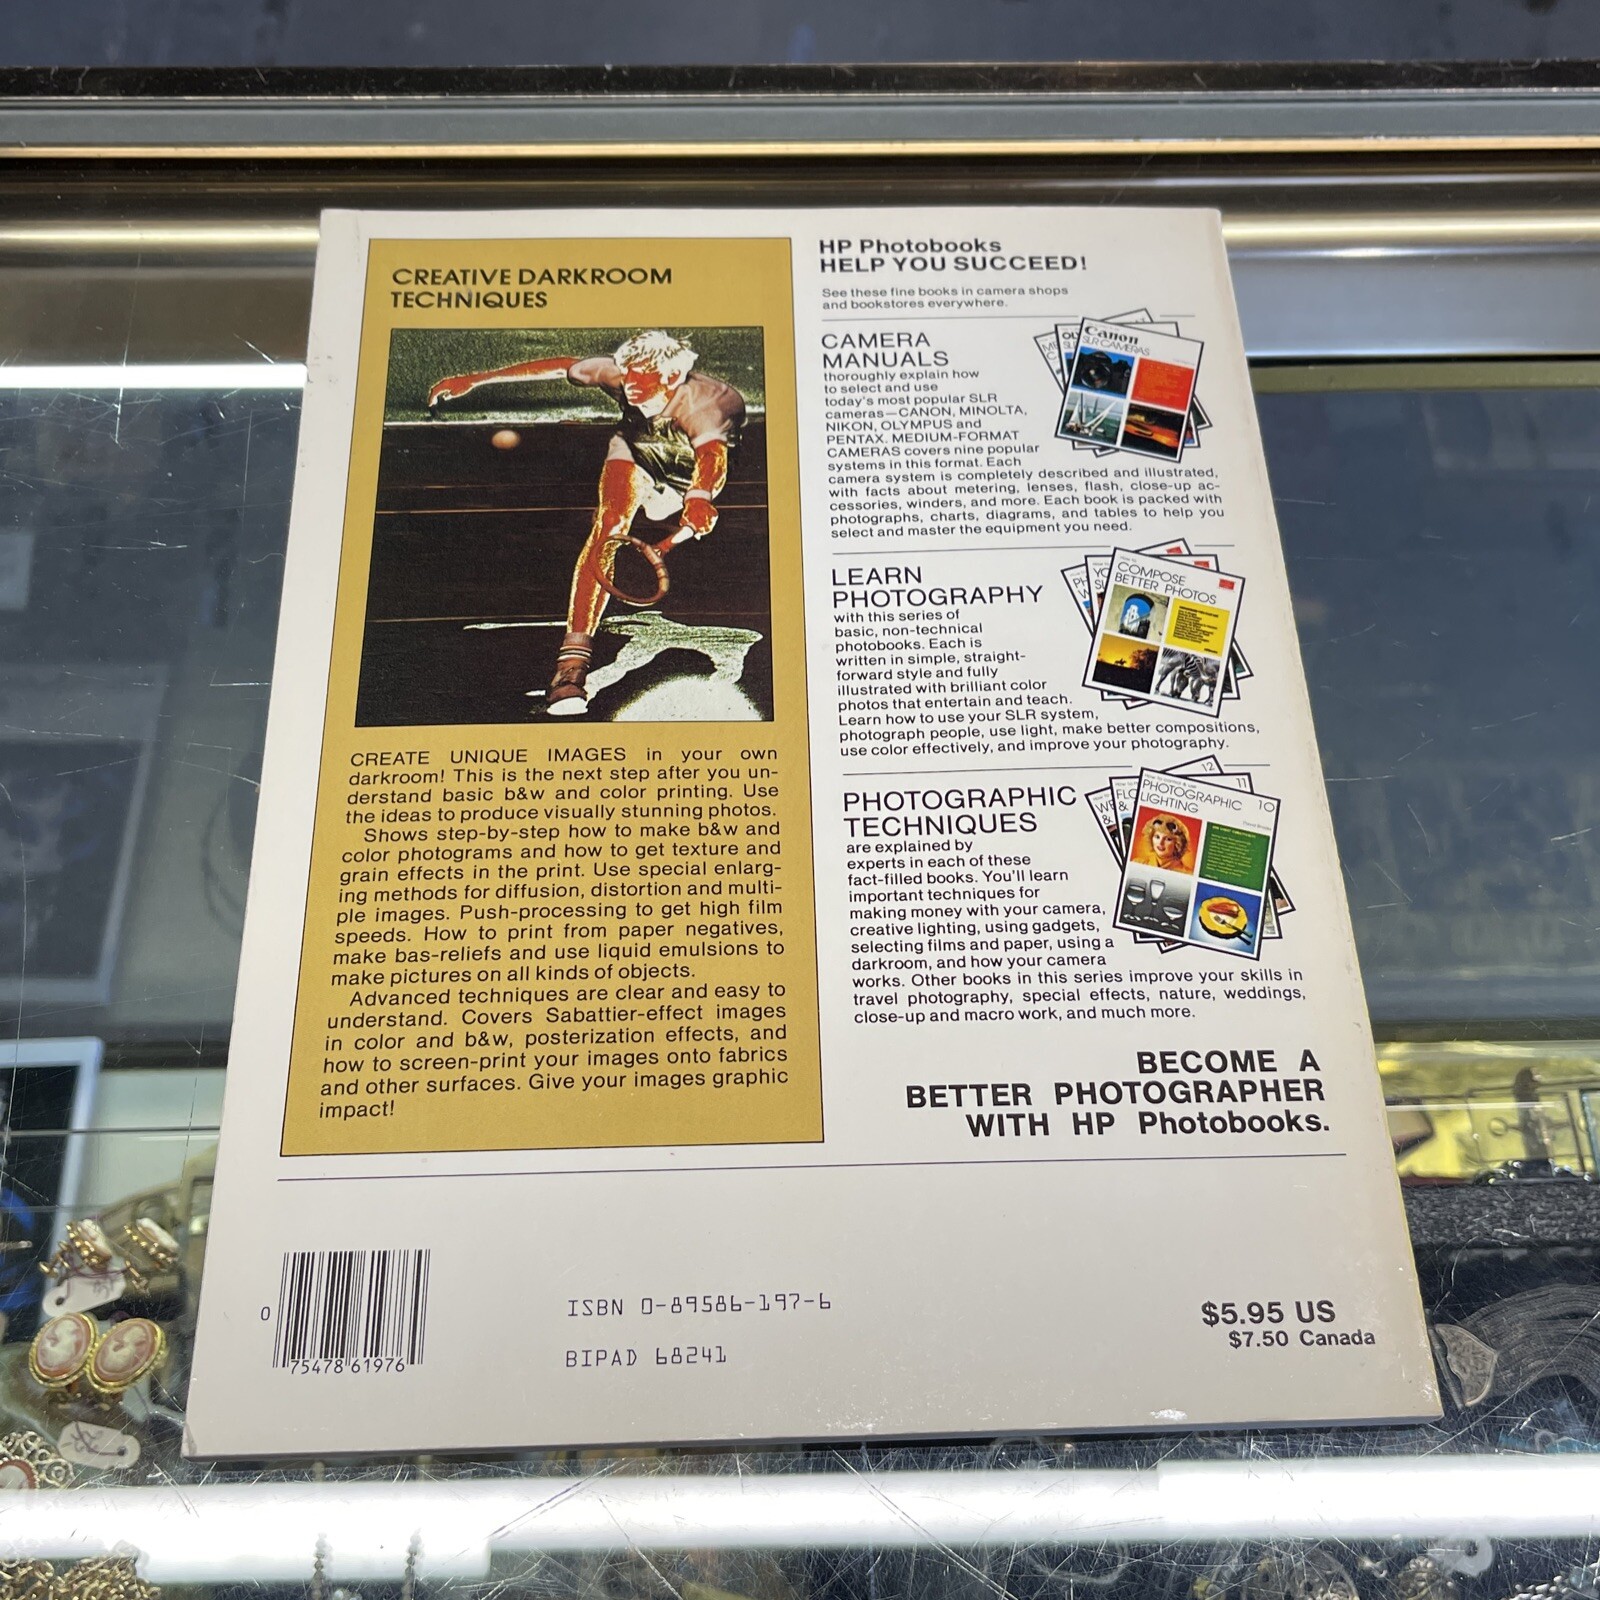 CREATIVE DARKROOM
TECHNIQUES
CREATE UNIQUE IMAGES in your own
darkroom! This is the next step after you un-
derstand basic b&w and color printing. Use
the ideas to produce visually stunning photos.
Shows step-by-step how to make b&w and
color photograms and how to get texture and
grain effects in the print. Use special enlarg-
ing methods for diffusion, distortion and multi-
ple images. Push-processing to get high film
speeds. How to print from paper negatives,
make bas-reliefs and use liquid emulsions to
make pictures on all kinds of objects.
Advanced techniques are clear and easy to
understand. Covers Sabattier-effect images
in color and b&w, posterization effects, and
how to screen-print your images onto fabrics
and other surfaces. Give your images graphic
impact!
HP Photobooks
HELP YOU SUCCEED!
See these fine books in camera shops
and bookstores everywhere.
CAMERA
MANUALS
thoroughly explain how
to select and use
today's most popular SLR
cameras—CANON, MINOLTA,
NIKON, OLYMPUS and
PENTAX. MEDIUM-FORMAT
CAMERAS covers nine popular
systems in this format. Each
camera system is completely described and illustrated,
with facts about metering, lenses, flash, close-up ac-
cessories, winders, and more. Each book is packed with
photographs, charts, diagrams, and tables to help you
select and master the equipment you need.
Canon
SLR CAMERAS
LEARN
PHOTOGRAPHY
with this series of
basic, non-technical
photobooks. Each is
written in simple, straight-
forward style and fully
illustrated with brilliant color
photos that entertain and teach.
Learn how to use your SLR system,
photograph people, use light, make better compositions,
use color effectively, and improve your photography.
COMPOSE
BETTER PHOTOS
PHOTOGRAPHIC
TECHNIQUES
are explained by
experts in each of these
fact-filled books. You'll learn
important techniques for
making money with your camera,
creative lighting, using gadgets,
selecting films and paper, using a
darkroom, and how your camera
works. Other books in this series improve your skills in
travel photography, special effects, nature, weddings,
close-up and macro work, and much more.
12
11
10
PHOTOGRAPHIC
LIGHTING
BECOME A
BETTER PHOTOGRAPHER
WITH HP Photobooks.
0 75478 61976
ISBN 0-89586-197-6
BIPAD 68241
$5.95 US
$7.50 Canada